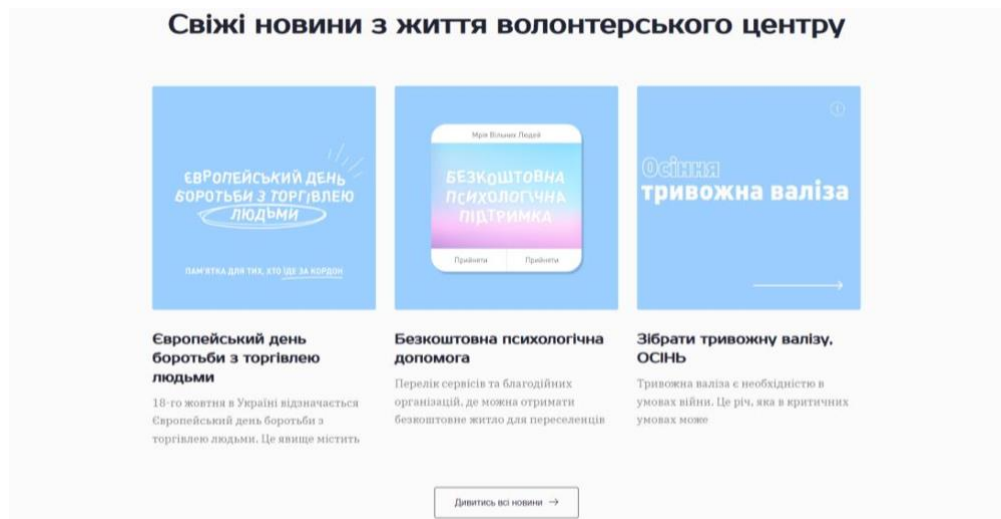 Свіжі новини з життя волонтерського центру
ЄВРОПЕЙСЬКИЙ ДЕНЬ
БОРОТЬБИ З ТОРГІВЛЕЮ
ЛЮДЬМИ
ПАМ'ЯТКА ДЛЯ ТИХ, ХТО ЇДЕ ЗА КОРДОН
Європейський день
боротьби з торгівлею
людьми
18-го жовтня в Україні відзначається
Європейський день боротьби з
торгівлею людьми. Це явище містить
Мрія Вільних Людей
БЕЗКОШТОВНА
ПСИХОЛОГІЧНА
ПІДТРИМКА
Прийняти Прийняти
Безкоштовна психологічна
допомога
Перелік сервісів та благодійних
організацій, де можна отримати
безкоштовне житло для переселенців
Осіння
тривожна валіза
Зібрати тривожну валізу,
ОСІНЬ
Тривожна валіза є необхідністю в
умовах війни. Це річ, яка в критичних
умовах може
Дивитись всі новини →